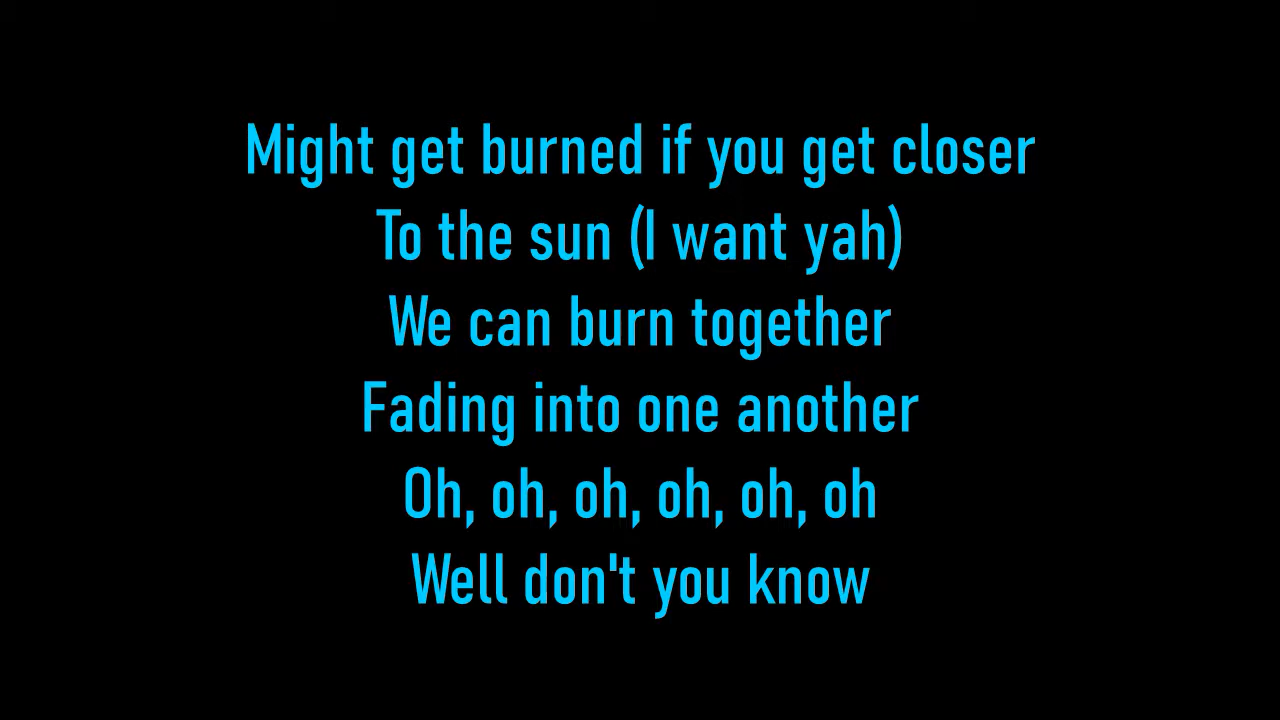 Might get burned if you get closer
To the sun (I want yah)
We can burn together
Fading into one another
Oh, oh, oh, oh, oh, oh
Well don't you know